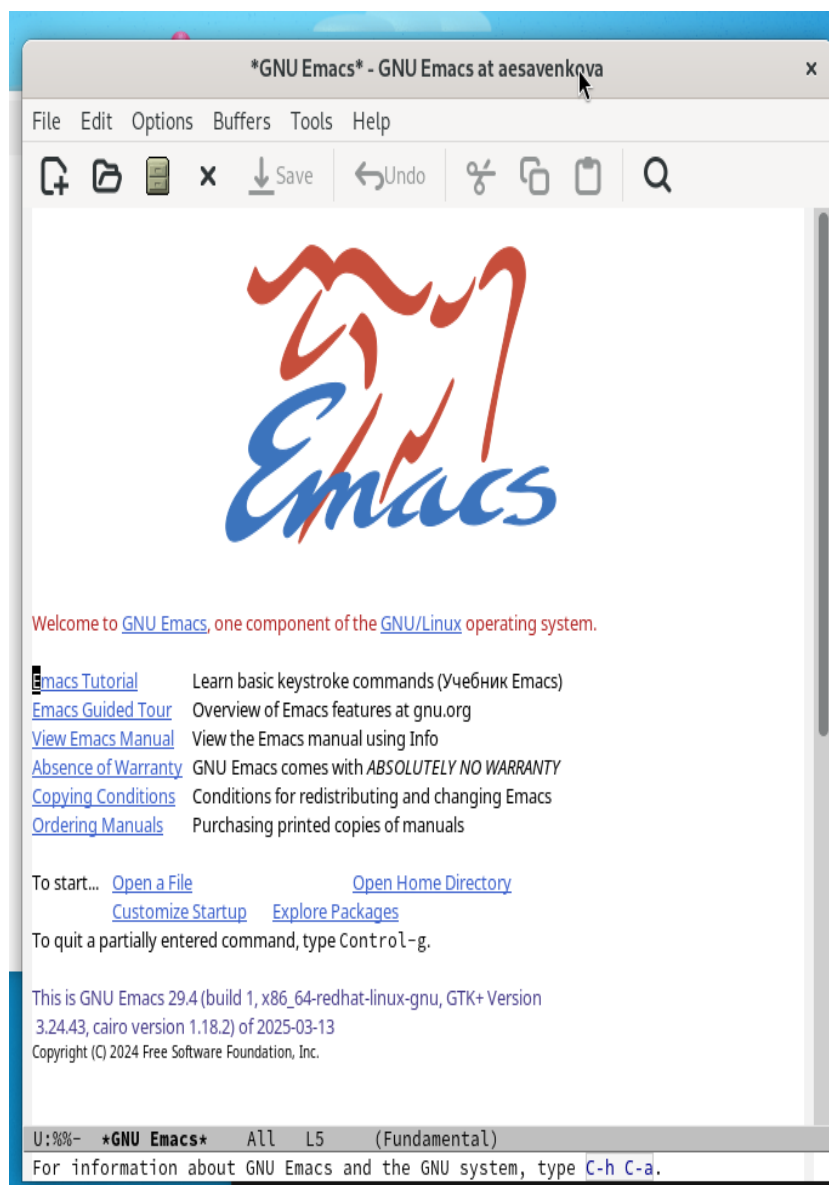 *GNU Emacs* - GNU Emacs at aesavenkova
x
File Edit Options Buffers Tools Help
Save Undo
Emacs
Welcome to GNU Emacs, one component of the GNU/Linux operating system.
Emacs Tutorial Learn basic keystroke commands (Учебник Emacs)
Emacs Guided Tour Overview of Emacs features at gnu.org
View Emacs Manual View the Emacs manual using Info
Absence of Warranty GNU Emacs comes with ABSOLUTELY NO WARRANTY
Copying Conditions Conditions for redistributing and changing Emacs
Ordering Manuals Purchasing printed copies of manuals
To start... Open a File Open Home Directory
Customize Startup Explore Packages
To quit a partially entered command, type Control-g.
This is GNU Emacs 29.4 (build 1, x86_64-redhat-linux-gnu, GTK+ Version
3.24.43, cairo version 1.18.2) of 2025-03-13
Copyright (C) 2024 Free Software Foundation, Inc.
U:%%- *GNU Emacs* All L5 (Fundamental)
For information about GNU Emacs and the GNU system, type C-h C-a.